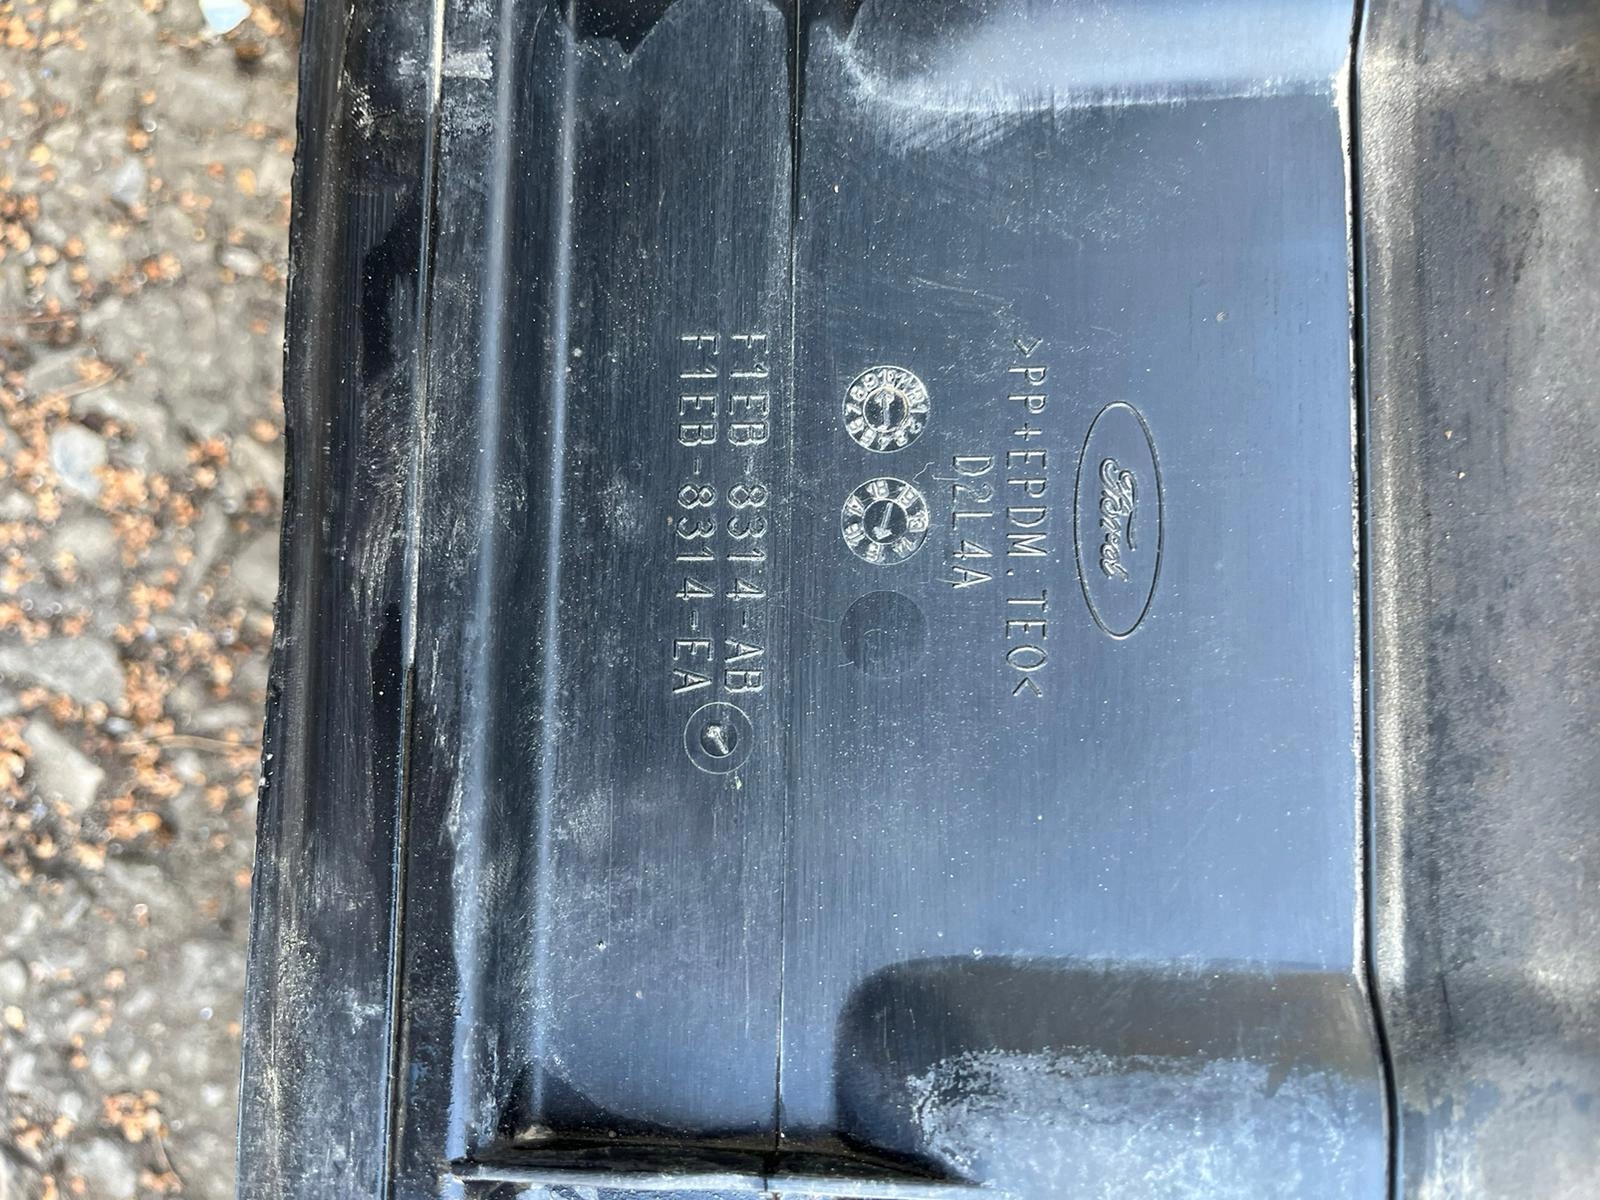 Ford
>PP+EPDM.TEO<
D2L4A
F1EB-8314-AB
F1EB-8314-EA